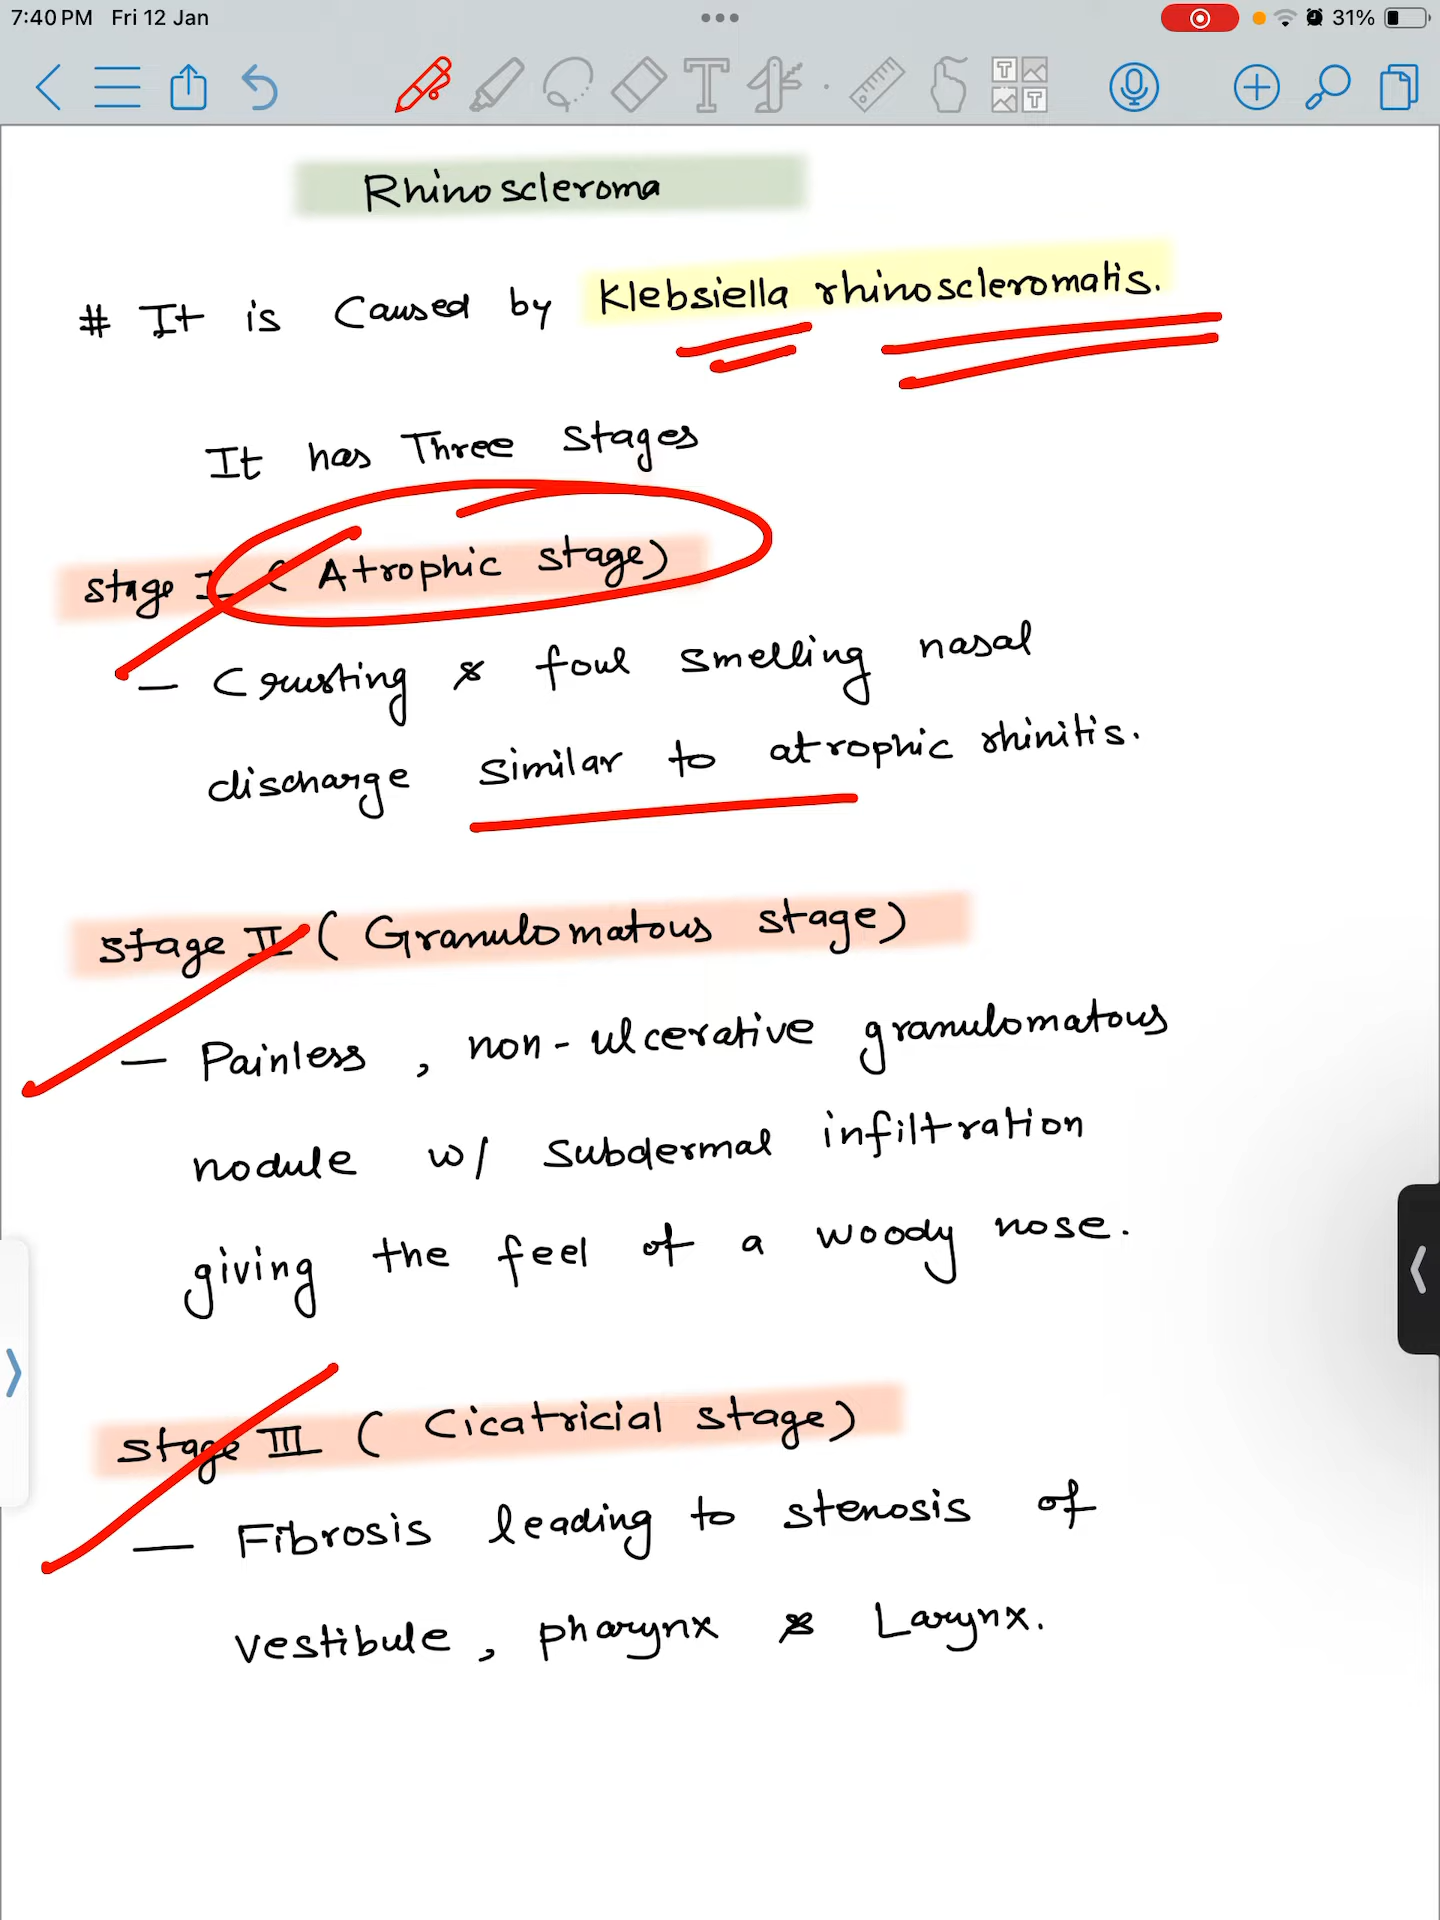 7:40 PM Fri 12 Jan
31%
Rhinoscleroma
# It is Caused by Klebsiella rhinoscleromatis.
It has Three Stages
Stage I ( Atrophic stage)
— Crusting & foul smelling nasal
discharge similar to atrophic rhinitis.
Stage II ( Granulomatous stage)
— Painless , non-ulcerative granulomatous
nodule w/ subdermal infiltration
giving the feel of a woody nose.
Stage III ( Cicatricial stage)
— Fibrosis leading to stenosis of
vestibule , pharynx & Larynx.